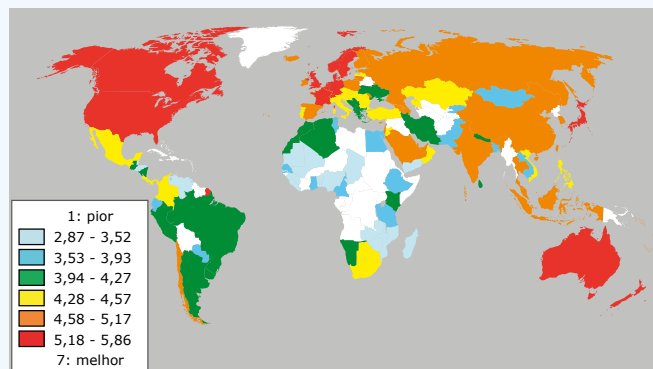 1: pior
2,87 - 3,52
3,53 - 3,93
3,94 - 4,27
4,28 - 4,57
4,58 - 5,17
5,18 - 5,86
7: melhor